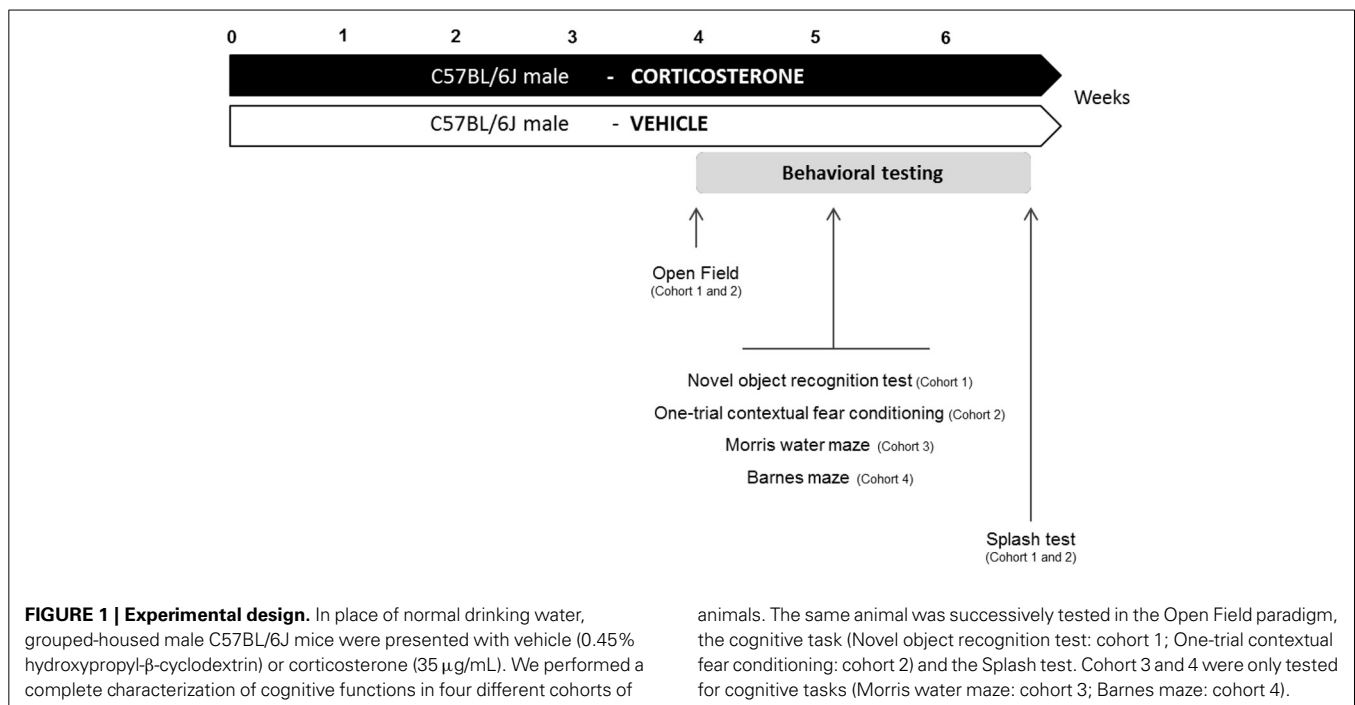 0 1 2 3 4 5 6
C57BL/6J male - CORTICOSTERONE
Weeks
C57BL/6J male - VEHICLE
Behavioral testing
Open Field
(Cohort 1 and 2)
Novel object recognition test (Cohort 1)
One-trial contextual fear conditioning (Cohort 2)
Morris water maze (Cohort 3)
Barnes maze (Cohort 4)
Splash test
(Cohort 1 and 2)
FIGURE 1 | Experimental design. In place of normal drinking water,
grouped-housed male C57BL/6J mice were presented with vehicle (0.45%
hydroxypropyl-β-cyclodextrin) or corticosterone (35 μg/mL). We performed a
complete characterization of cognitive functions in four different cohorts of
animals. The same animal was successively tested in the Open Field paradigm,
the cognitive task (Novel object recognition test: cohort 1; One-trial contextual
fear conditioning: cohort 2) and the Splash test. Cohort 3 and 4 were only tested
for cognitive tasks (Morris water maze: cohort 3; Barnes maze: cohort 4).